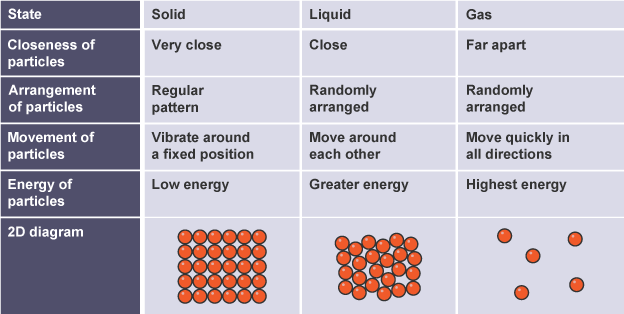 State Solid Liquid Gas
Closeness of particles Very close Close Far apart
Arrangement of particles Regular pattern Randomly arranged Randomly arranged
Movement of particles Vibrate around a fixed position Move around each other Move quickly in all directions
Energy of particles Low energy Greater energy Highest energy
2D diagram